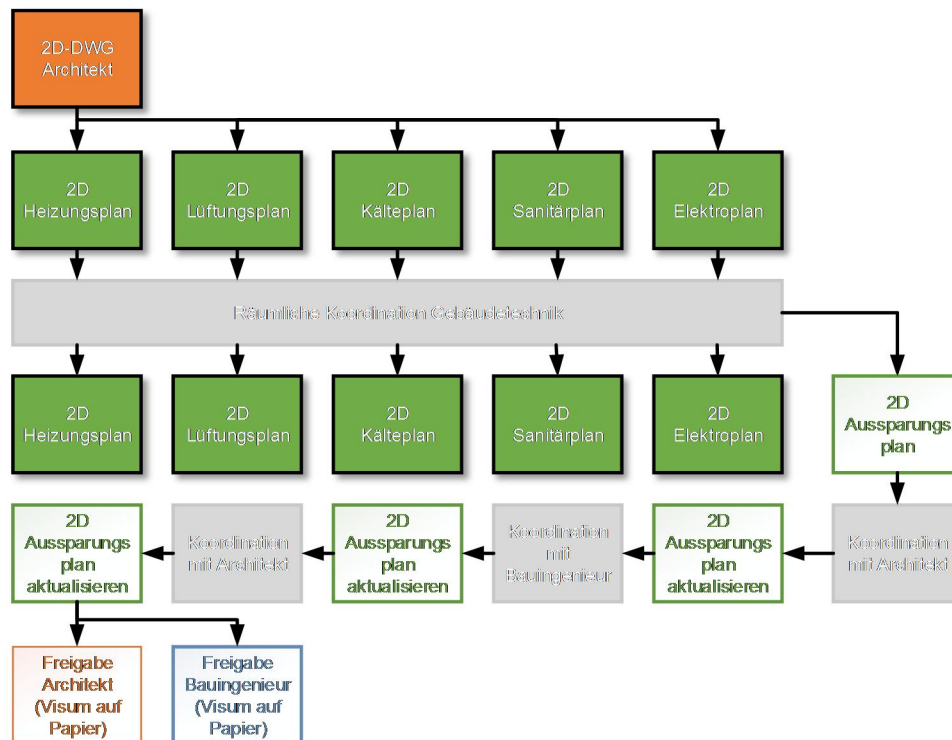 2D-DWG
Architekt
2D
Heizungsplan
2D
Lüftungsplan
2D
Kälteplan
2D
Sanitärplan
2D
Elektroplan
Räumliche Koordination Gebäudetechnik
2D
Heizungsplan
2D
Lüftungsplan
2D
Kälteplan
2D
Sanitärplan
2D
Elektroplan
2D
Aussparungs
plan
2D
Aussparungs
plan
aktualisieren
Koordination
mit Architekt
2D
Aussparungs
plan
aktualisieren
Koordination
mit
Bauingenieur
2D
Aussparungs
plan
aktualisieren
Koordination
mit Architekt
Freigabe
Architekt
(Visum auf
Papier)
Freigabe
Bauingenieur
(Visum auf
Papier)